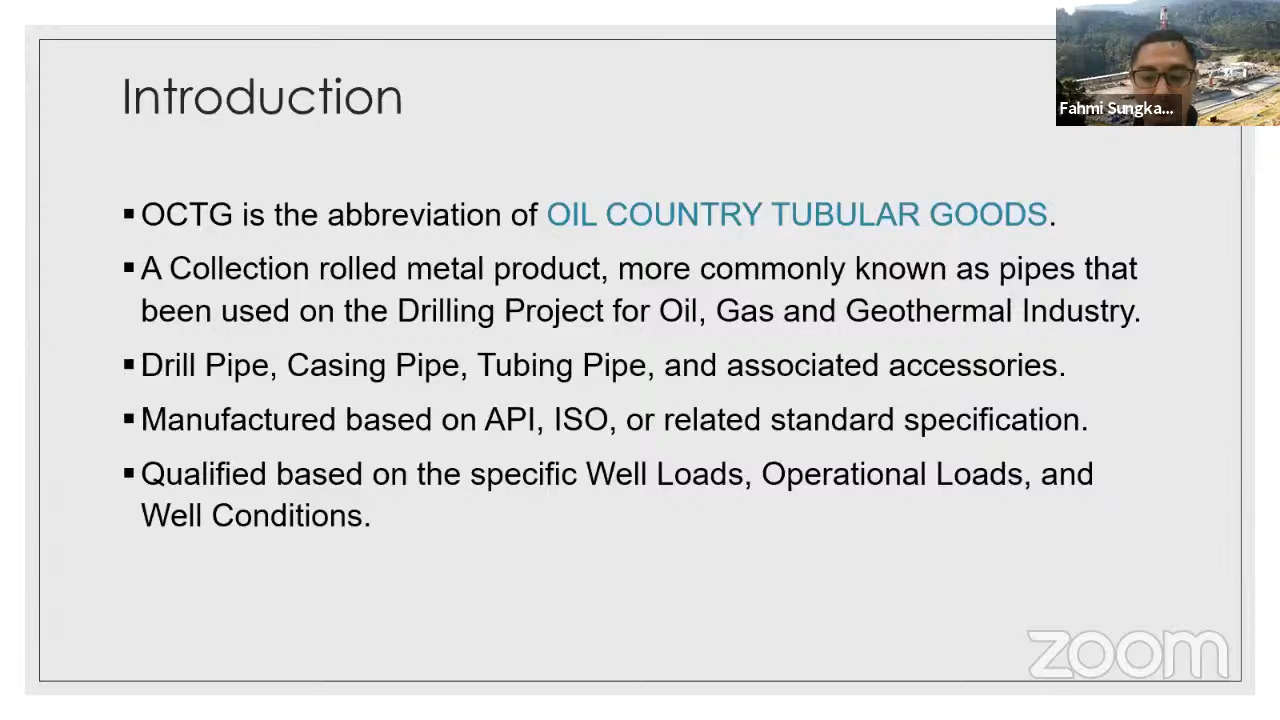 Introduction
Fahmi Sungka...
▪ OCTG is the abbreviation of OIL COUNTRY TUBULAR GOODS.
▪ A Collection rolled metal product, more commonly known as pipes that
been used on the Drilling Project for Oil, Gas and Geothermal Industry.
▪ Drill Pipe, Casing Pipe, Tubing Pipe, and associated accessories.
▪ Manufactured based on API, ISO, or related standard specification.
▪ Qualified based on the specific Well Loads, Operational Loads, and
Well Conditions.
zoom